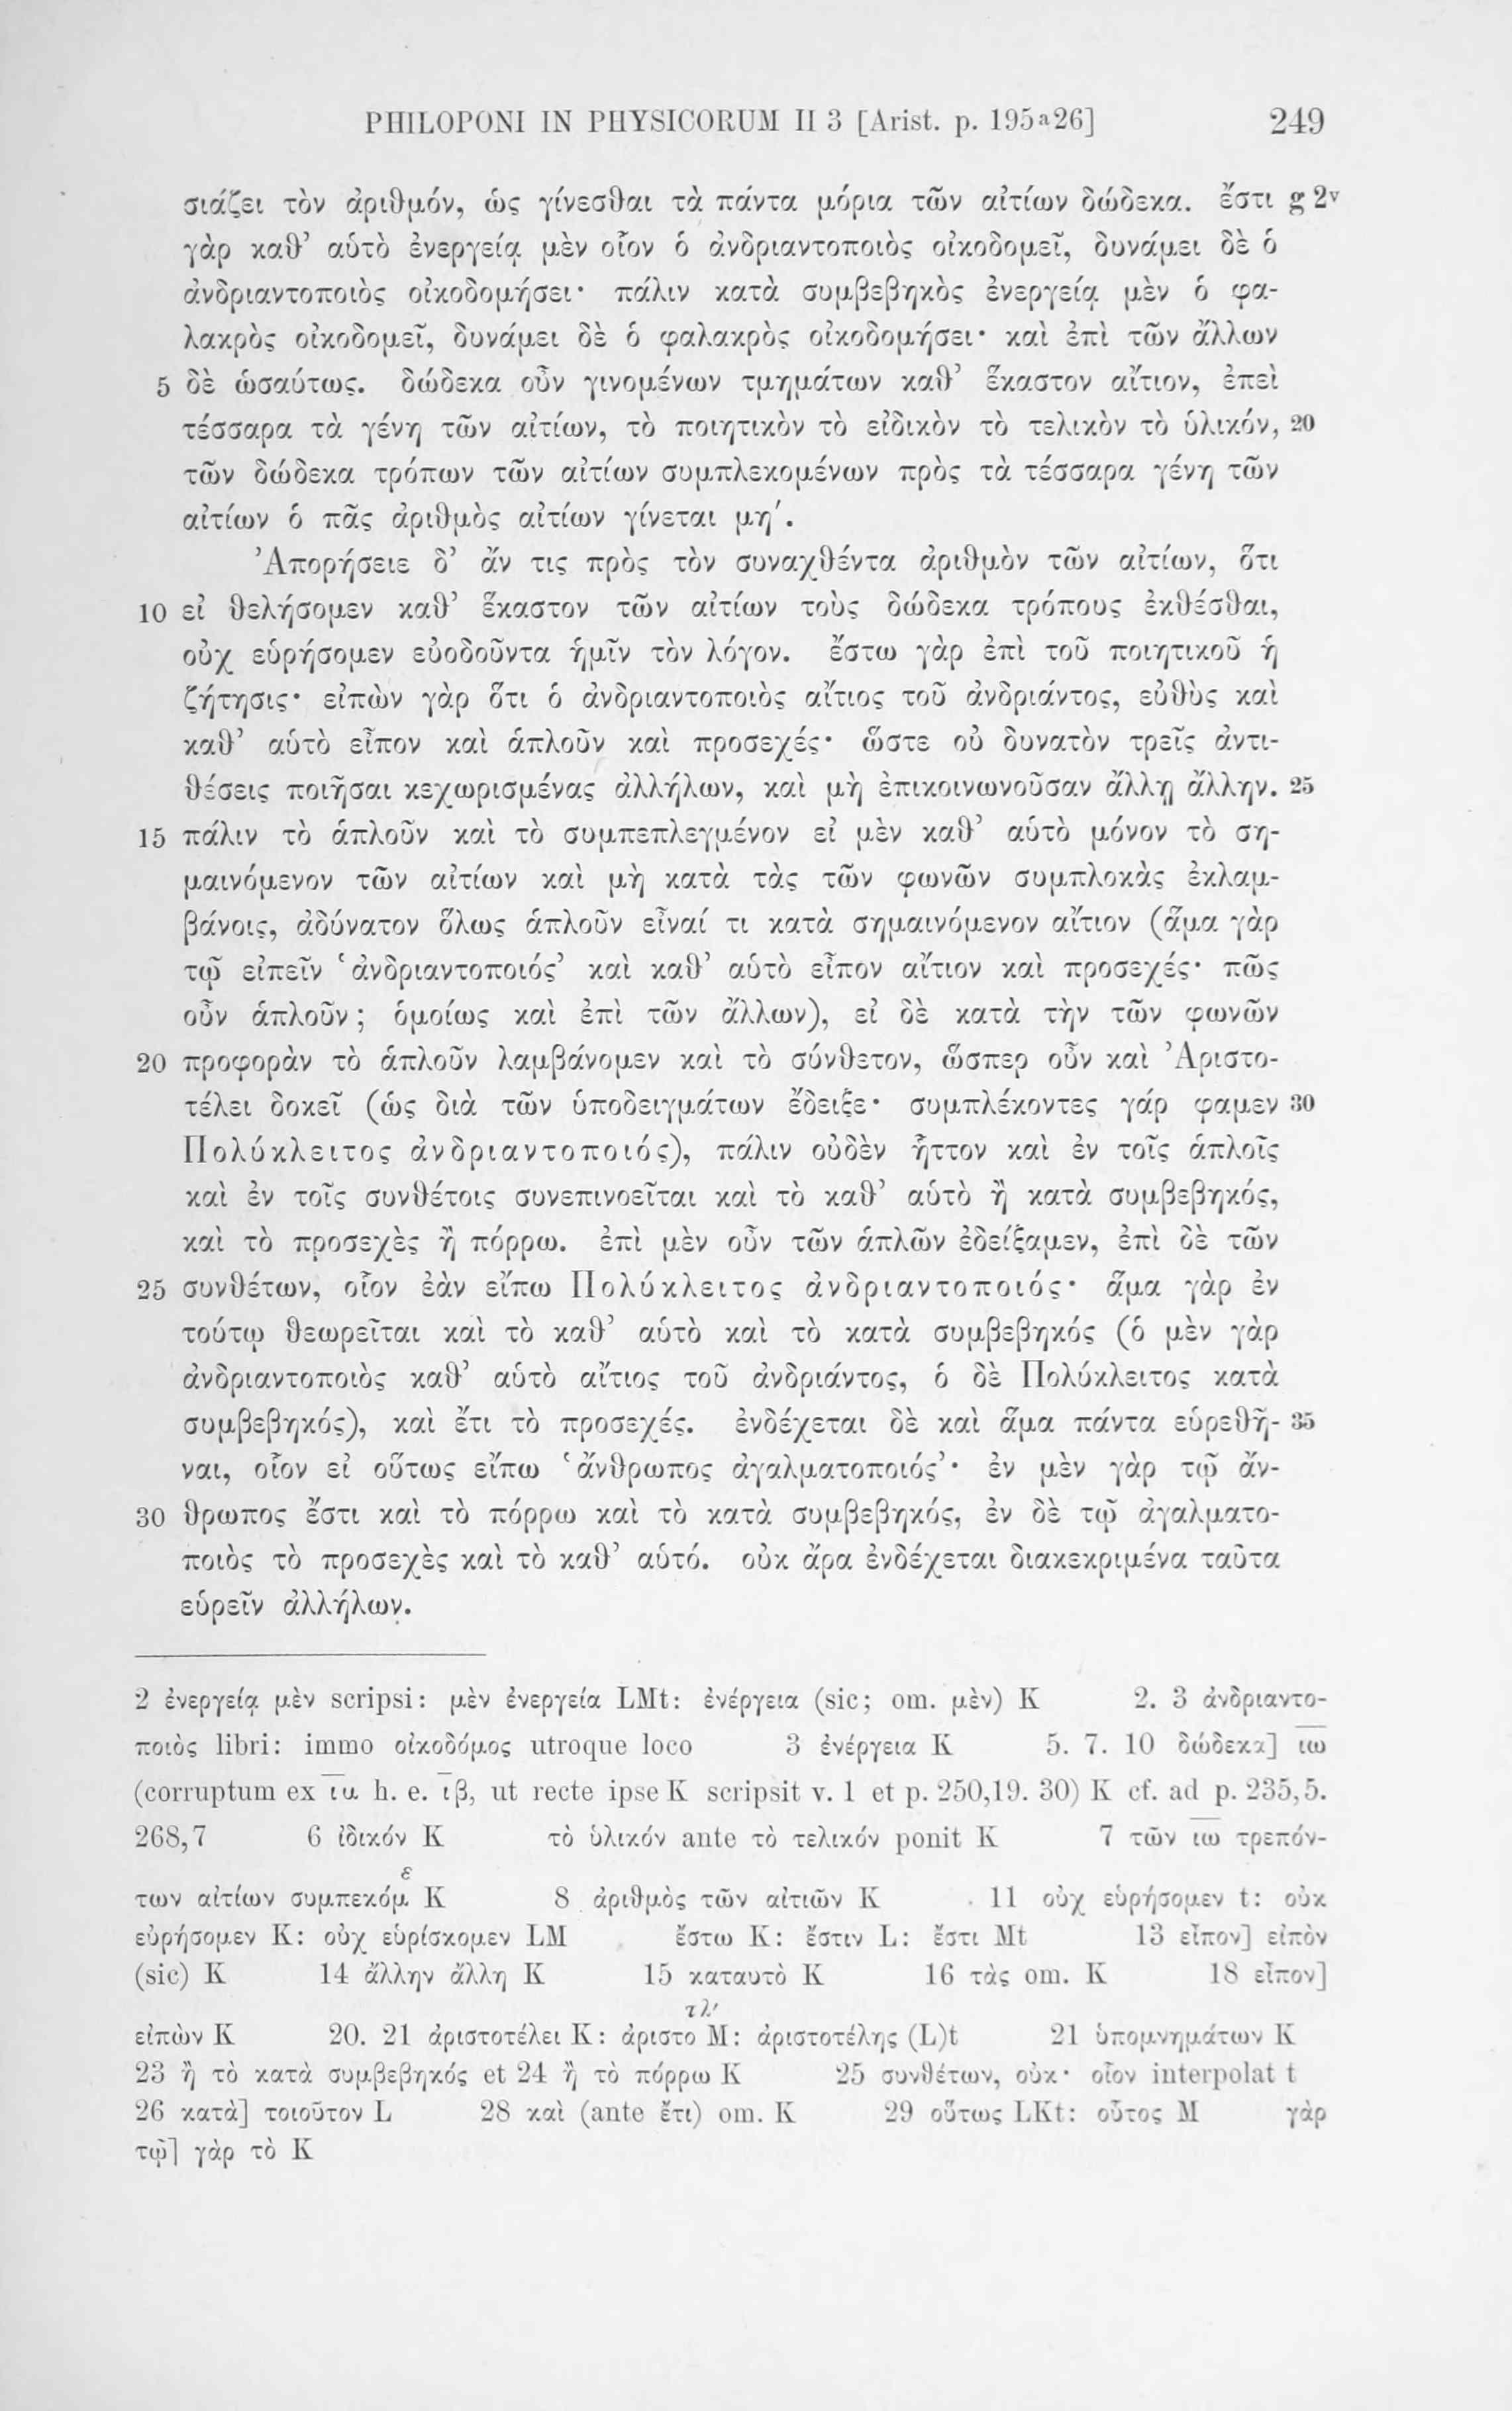 PHILOPONI IN PHYSICORUM II 3 [Arist. p. 195a26] 249
σιάζει τὸν ἀριθμόν, ὡς γίνεσθαι τὰ πάντα μόρια τῶν αἰτίων δώδεκα. ἔστι g 2v
γὰρ καθ’ αὑτὸ ἐνεργείᾳ μὲν οἷον ὁ ἀνδριαντοποιὸς οἰκοδομεῖ, δυνάμει δὲ ὁ
ἀνδριαντοποιὸς οἰκοδομήσει· πάλιν κατὰ συμβεβηκὸς ἐνεργείᾳ μὲν ὁ φα-
λακρὸς οἰκοδομεῖ, δυνάμει δὲ ὁ φαλακρὸς οἰκοδομήσει· καὶ ἐπὶ τῶν ἄλλων
5 δὲ ὡσαύτως. δώδεκα οὖν γινομένων τμημάτων καθ’ ἕκαστον αἴτιον, ἐπεὶ
τέσσαρα τὰ γένη τῶν αἰτίων, τὸ ποιητικὸν τὸ εἰδικὸν τὸ τελικὸν τὸ ὑλικόν, 20
τῶν δώδεκα τρόπων τῶν αἰτίων συμπλεκομένων πρὸς τὰ τέσσαρα γένη τῶν
αἰτίων ὁ πᾶς ἀριθμὸς αἰτίων γίνεται μη′.
Ἀπορήσειε δ’ ἄν τις πρὸς τὸν συναχθέντα ἀριθμὸν τῶν αἰτίων, ὅτι
10 εἰ θελήσομεν καθ’ ἕκαστον τῶν αἰτίων τοὺς δώδεκα τρόπους ἐκθέσθαι,
οὐχ εὑρήσομεν εὐοδοῦντα ἡμῖν τὸν λόγον. ἔστω γὰρ ἐπὶ τοῦ ποιητικοῦ ἡ
ζήτησις· εἰπὼν γὰρ ὅτι ὁ ἀνδριαντοποιὸς αἴτιος τοῦ ἀνδριάντος, εὐθὺς καὶ
καθ’ αὑτὸ εἶπον καὶ ἁπλοῦν καὶ προσεχές· ὥστε οὐ δυνατὸν τρεῖς ἀντι-
θέσεις ποιῆσαι κεχωρισμένας ἀλλήλων, καὶ μὴ ἐπικοινωνοῦσαν ἄλλῃ ἄλλην. 25
15 πάλιν τὸ ἁπλοῦν καὶ τὸ συμπεπλεγμένον εἰ μὲν καθ’ αὑτὸ μόνον τὸ ση-
μαινόμενον τῶν αἰτίων καὶ μὴ κατὰ τὰς τῶν φωνῶν συμπλοκὰς ἐκλαμ-
βάνοις, ἀδύνατον ὅλως ἁπλοῦν εἶναί τι κατὰ σημαινόμενον αἴτιον (ἅμα γὰρ
τῷ εἰπεῖν ‘ἀνδριαντοποιός’ καὶ καθ’ αὑτὸ εἶπον αἴτιον καὶ προσεχές· πῶς
οὖν ἁπλοῦν; ὁμοίως καὶ ἐπὶ τῶν ἄλλων), εἰ δὲ κατὰ τὴν τῶν φωνῶν
20 προφορὰν τὸ ἁπλοῦν λαμβάνομεν καὶ τὸ σύνθετον, ὥσπερ οὖν καὶ Ἀριστο-
τέλει δοκεῖ (ὡς διὰ τῶν ὑποδειγμάτων ἔδειξε· συμπλέκοντες γάρ φαμεν 30
Πολύκλειτος ἀνδριαντοποιός), πάλιν οὐδὲν ἧττον καὶ ἐν τοῖς ἁπλοῖς
καὶ ἐν τοῖς συνθέτοις συνεπινοεῖται καὶ τὸ καθ’ αὑτὸ ἢ κατὰ συμβεβηκός,
καὶ τὸ προσεχὲς ἢ πόρρω. ἐπὶ μὲν οὖν τῶν ἁπλῶν ἐδείξαμεν, ἐπὶ δὲ τῶν
25 συνθέτων, οἷον ἐὰν εἴπω Πολύκλειτος ἀνδριαντοποιός· ἅμα γὰρ ἐν
τούτῳ θεωρεῖται καὶ τὸ καθ’ αὑτὸ καὶ τὸ κατὰ συμβεβηκός (ὁ μὲν γὰρ
ἀνδριαντοποιὸς καθ’ αὑτὸ αἴτιος τοῦ ἀνδριάντος, ὁ δὲ Πολύκλειτος κατὰ
συμβεβηκός), καὶ ἔτι τὸ προσεχές. ἐνδέχεται δὲ καὶ ἅμα πάντα εὑρεθῆ- 35
ναι, οἷον εἰ οὕτως εἴπω ‘ἄνθρωπος ἀγαλματοποιός’· ἐν μὲν γὰρ τῷ ἄν-
30 θρωπος ἔστι καὶ τὸ πόρρω καὶ τὸ κατὰ συμβεβηκός, ἐν δὲ τῷ ἀγαλματο-
ποιὸς τὸ προσεχὲς καὶ τὸ καθ’ αὑτό. οὐκ ἄρα ἐνδέχεται διακεκριμένα ταῦτα
εὑρεῖν ἀλλήλων.
2 ἐνεργείᾳ μὲν scripsi: μὲν ἐνεργεία LMt: ἐνέργεια (sic; om. μὲν) K 2. 3 ἀνδριαντο-
ποιὸς libri: immo οἰκοδόμος utroque loco 3 ἐνέργεια K 5. 7. 10 δώδεκα] ι̅ω̅
(corruptum ex ι̅υ h. e. ι̅β, ut recte ipse K scripsit v. 1 et p. 250,19. 30) K cf. ad p. 235,5.
268,7 6 ἰδικόν K τὸ ὑλικόν ante τὸ τελικόν ponit K 7 τῶν ι̅ω̅ τρεπόν-
των αἰτίων συμπεκόμ͑ε K 8 ἀριθμὸς τῶν αἰτιῶν K 11 οὐχ εὑρήσομεν t: οὐκ
εὑρήσομεν K: οὐχ εὑρίσκομεν LM ἔστω K: ἔστιν L: ἔστι Mt 13 εἶπον] εἰπὸν
(sic) K 14 ἄλλην ἄλλη K 15 καταυτὸ K 16 τὰς om. K 18 εἶπον]
εἰπὼν K 20. 21 ἀριστοτέλει K: ἀριστοτλ′ M: ἀριστοτέλης (L)t 21 ὑπομνημάτων K
23 ἢ τὸ κατὰ συμβεβηκός et 24 ἢ τὸ πόρρω K 25 συνθέτων, οὐκ· οἷον interpolat t
26 κατὰ] τοιοῦτον L 28 καὶ (ante ἔτι) om. K 29 οὕτως LKt: οὗτος M γὰρ
τῷ] γὰρ τὸ K